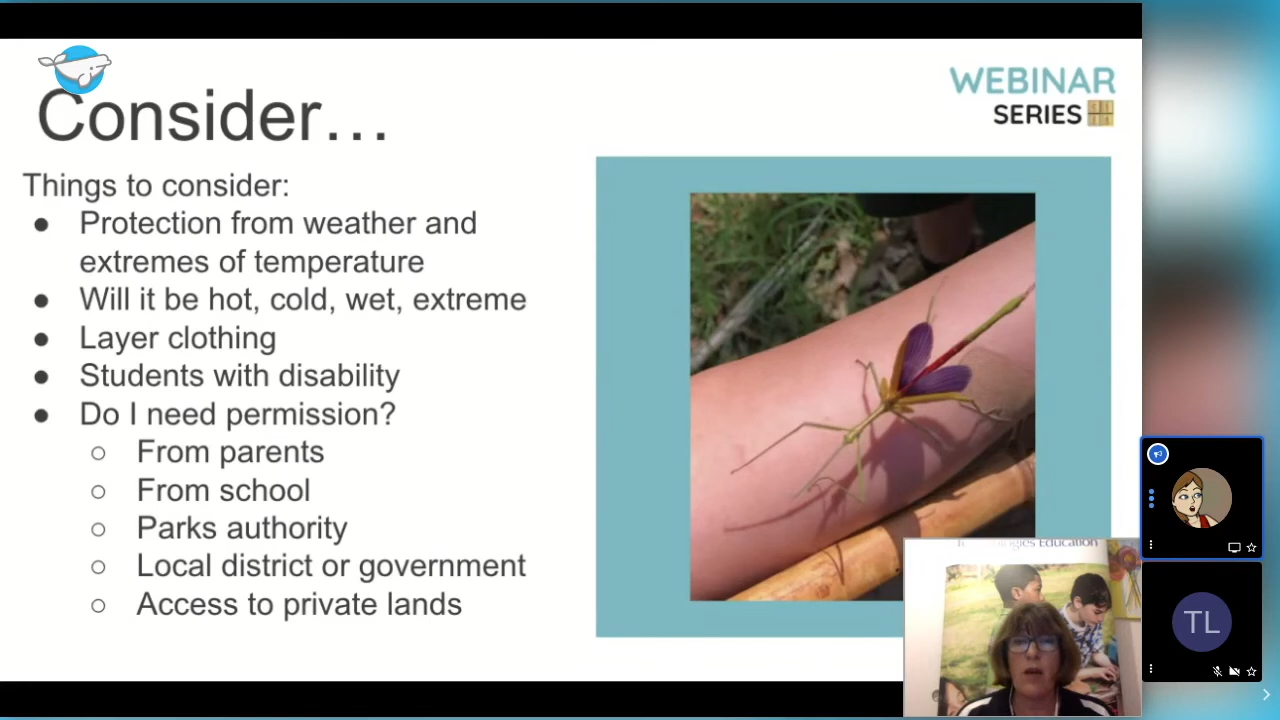 WEBINAR
SERIES
Consider…
Things to consider:
● Protection from weather and
extremes of temperature
● Will it be hot, cold, wet, extreme
● Layer clothing
● Students with disability
● Do I need permission?
○ From parents
○ From school
○ Parks authority
○ Local district or government
○ Access to private lands
Education
TL